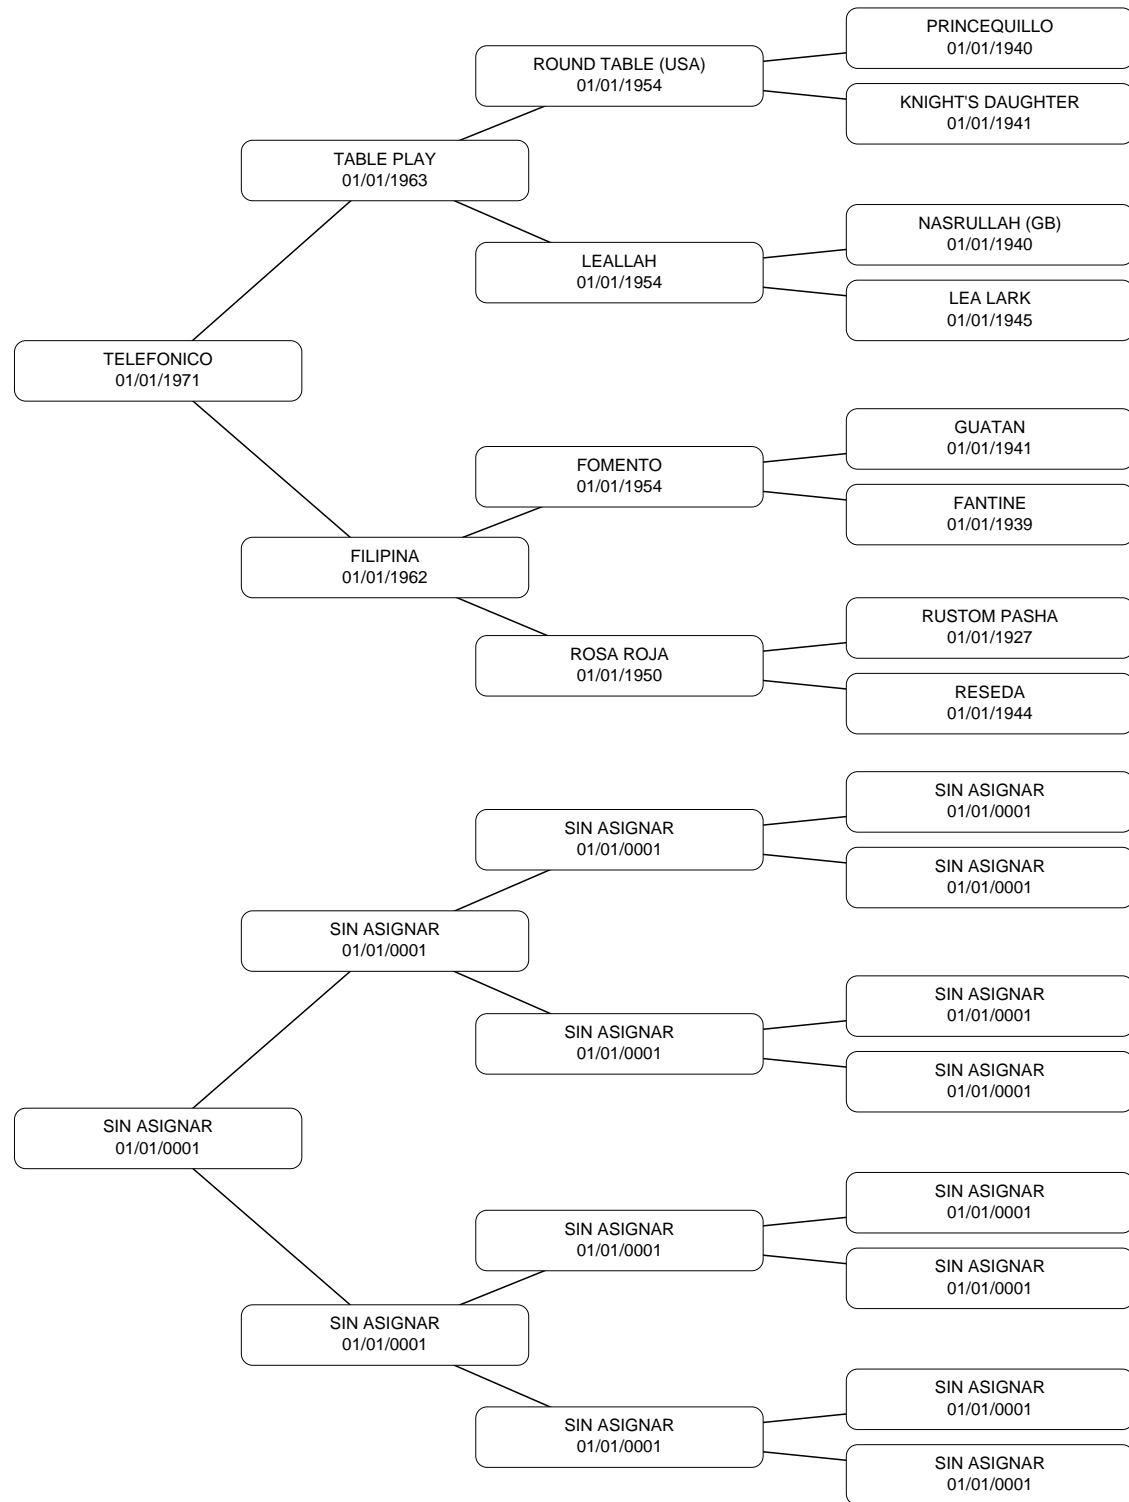 PRINCEQUILLO
01/01/1940
ROUND TABLE (USA)
01/01/1954
KNIGHT'S DAUGHTER
01/01/1941
TABLE PLAY
01/01/1963
NASRULLAH (GB)
01/01/1940
LEALLAH
01/01/1954
LEA LARK
01/01/1945
TELEFONICO
01/01/1971
GUATAN
01/01/1941
FOMENTO
01/01/1954
FANTINE
01/01/1939
FILIPINA
01/01/1962
RUSTOM PASHA
01/01/1927
ROSA ROJA
01/01/1950
RESEDA
01/01/1944
SIN ASIGNAR
01/01/0001
SIN ASIGNAR
01/01/0001
SIN ASIGNAR
01/01/0001
SIN ASIGNAR
01/01/0001
SIN ASIGNAR
01/01/0001
SIN ASIGNAR
01/01/0001
SIN ASIGNAR
01/01/0001
SIN ASIGNAR
01/01/0001
SIN ASIGNAR
01/01/0001
SIN ASIGNAR
01/01/0001
SIN ASIGNAR
01/01/0001
SIN ASIGNAR
01/01/0001
SIN ASIGNAR
01/01/0001
SIN ASIGNAR
01/01/0001
SIN ASIGNAR
01/01/0001